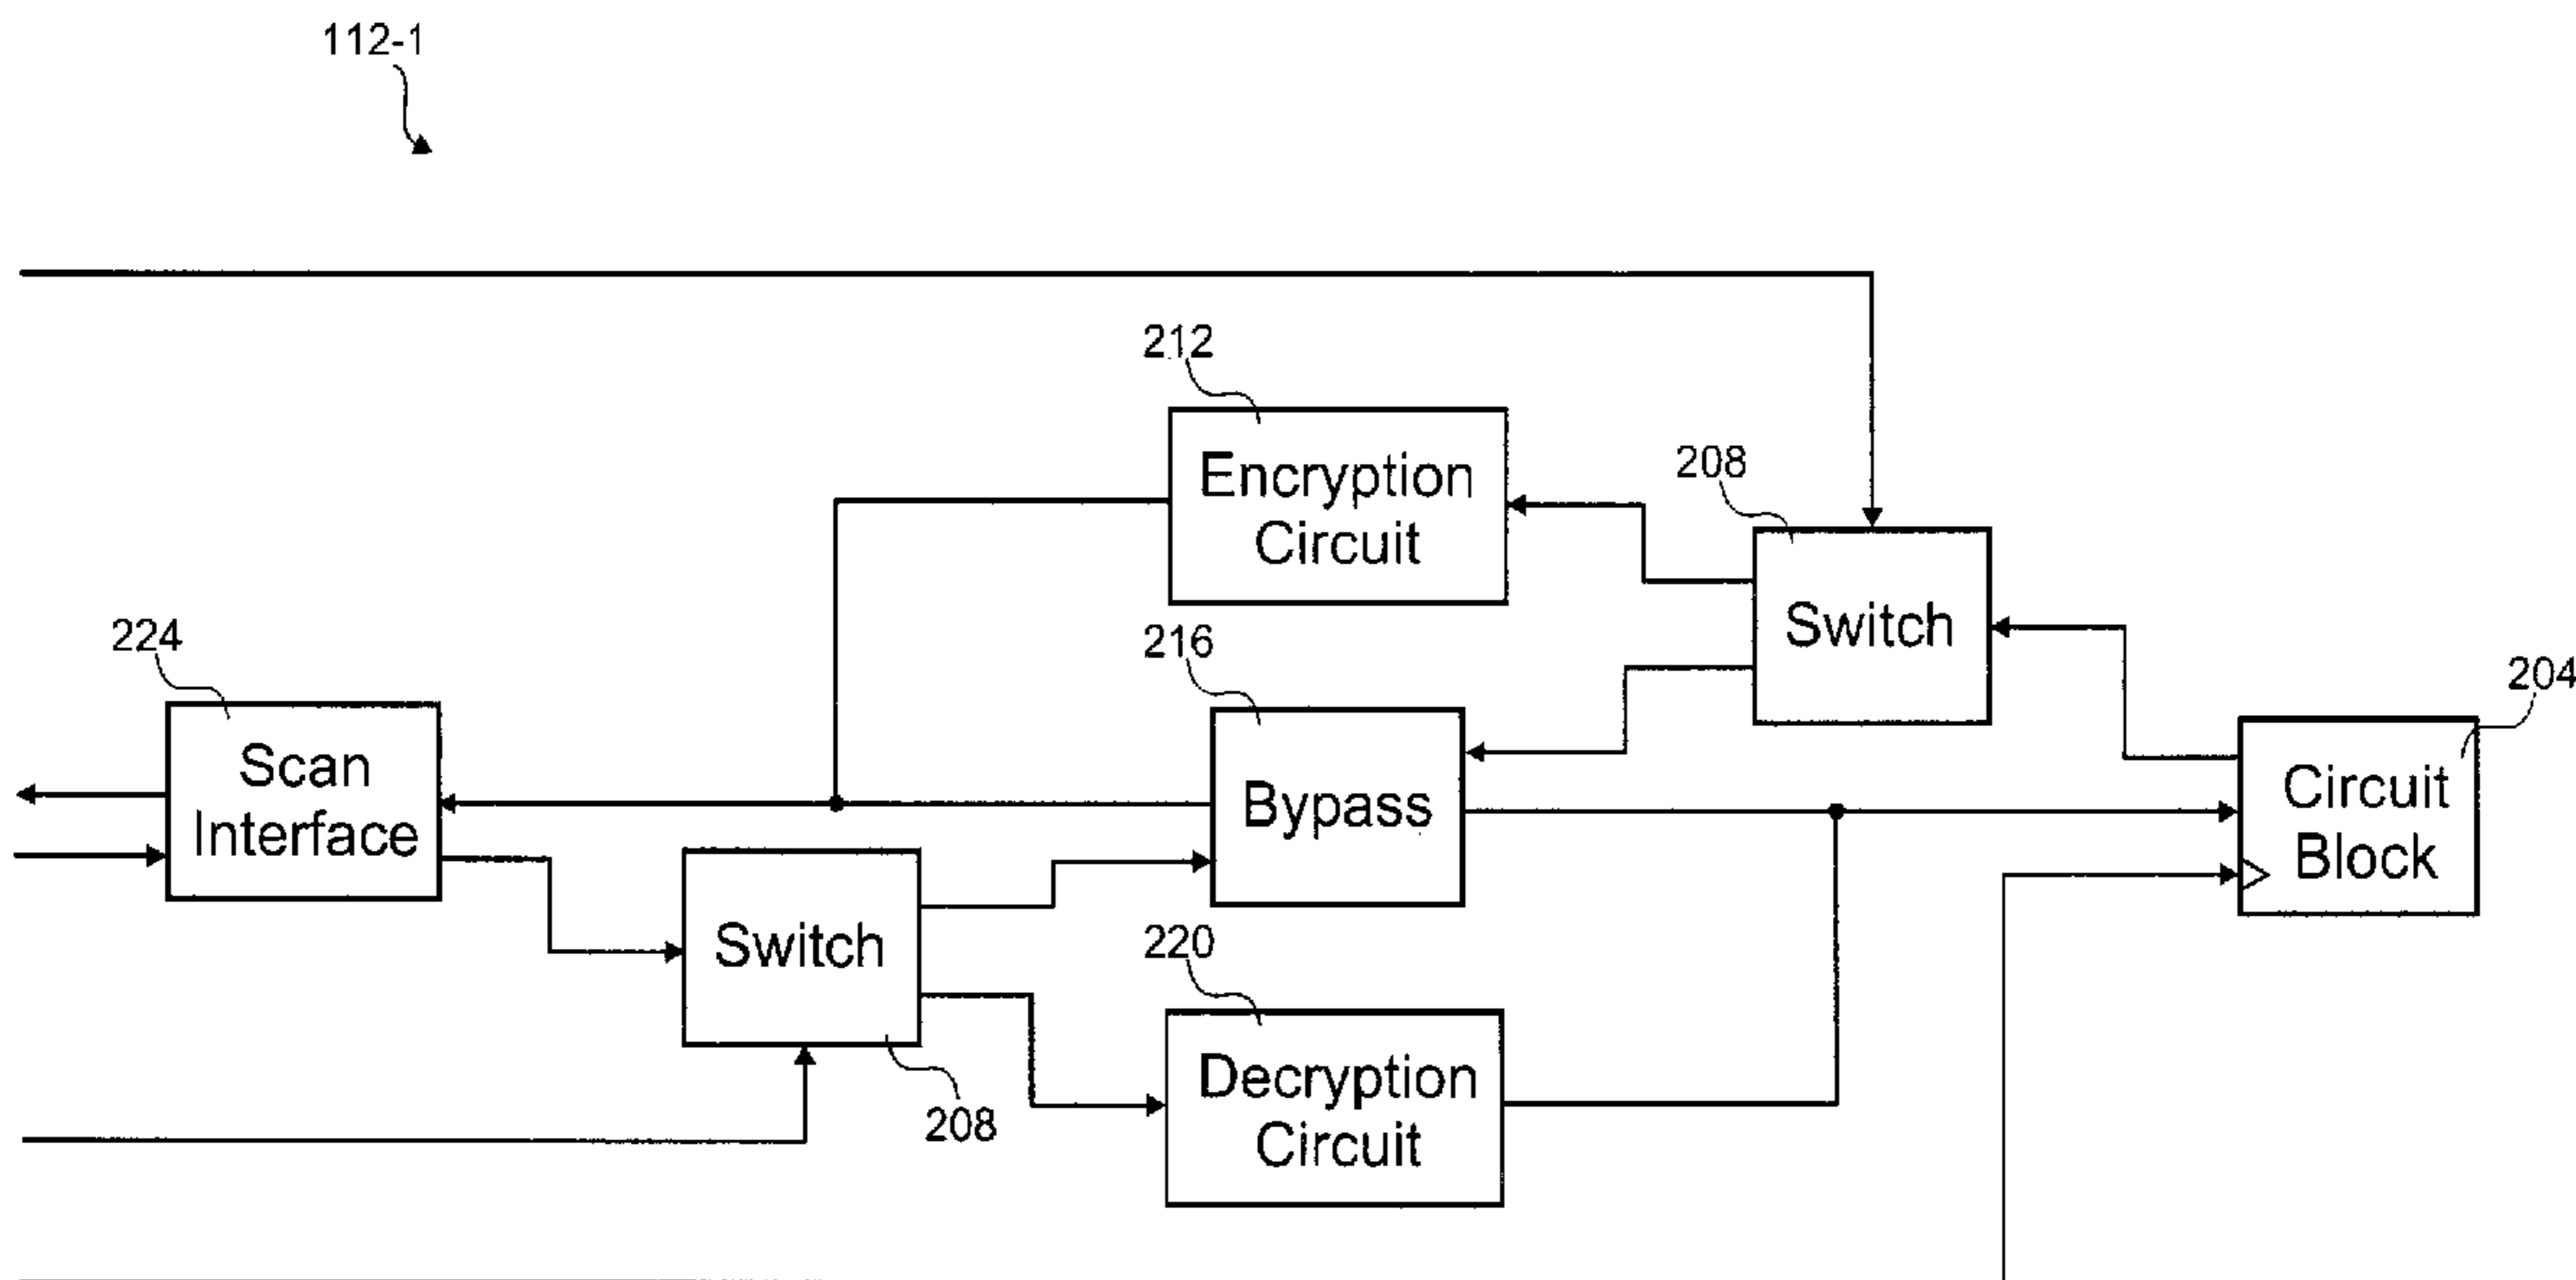 112-1
212
Encryption
Circuit
208
Switch
224
Scan
Interface
216
Bypass
204
Circuit
Block
Switch
208
220
Decryption
Circuit